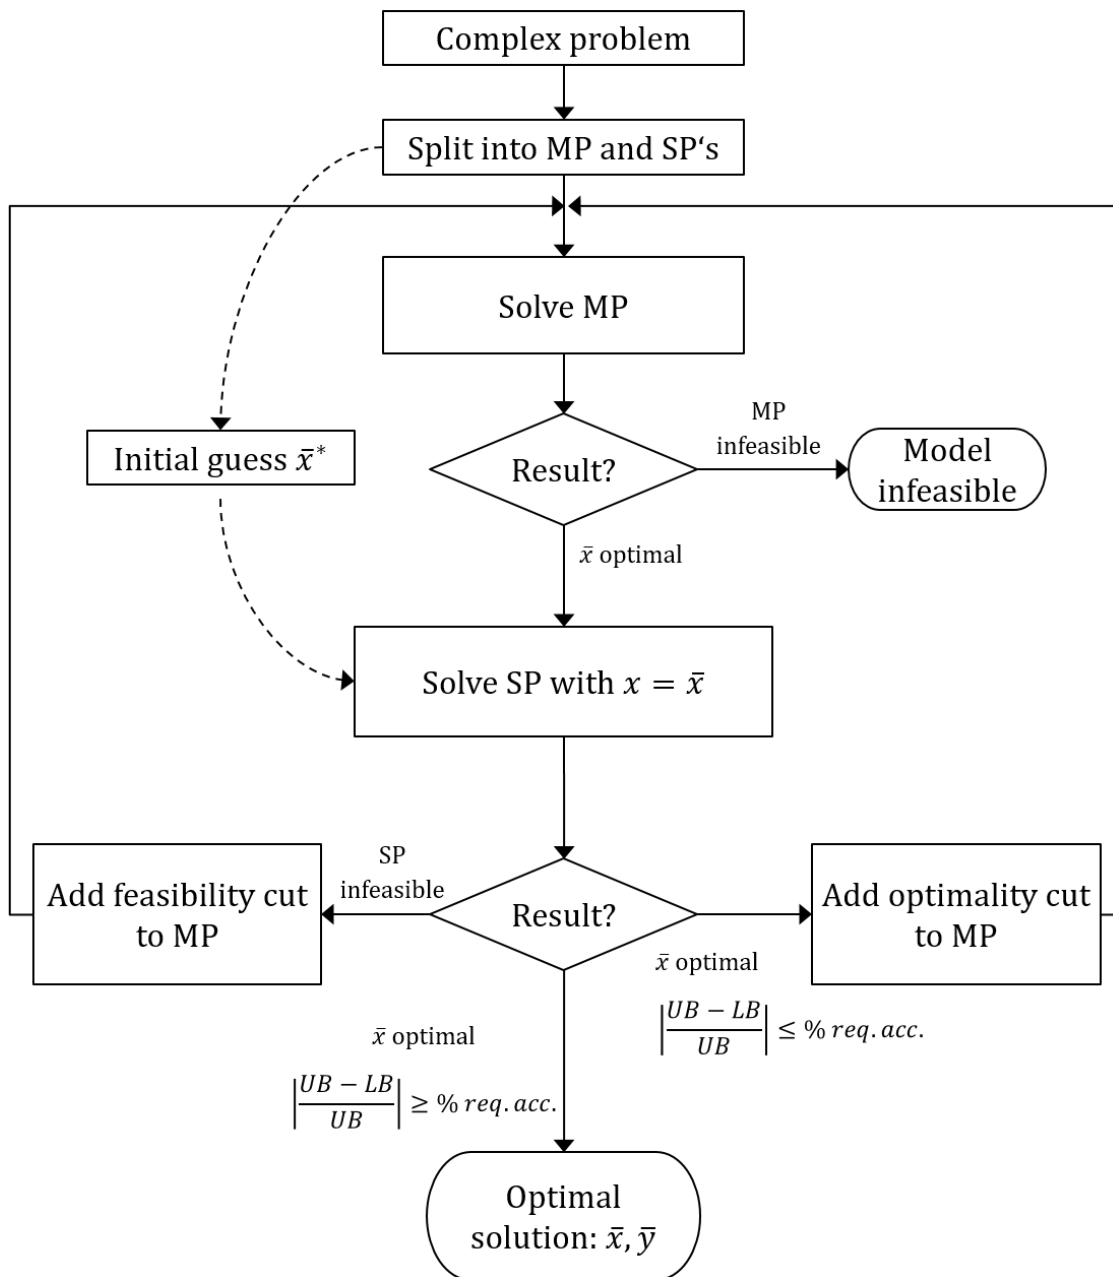 Complex problem
Split into MP and SP‘s
Solve MP
Initial guess x̄*
Result?
MP
infeasible
Model
infeasible
x̄ optimal
Solve SP with x = x̄
Add feasibility cut
to MP
SP
infeasible
Result?
Add optimality cut
to MP
x̄ optimal
|UB − LB / UB| ≤ % req. acc.
x̄ optimal
|UB − LB / UB| ≥ % req. acc.
Optimal
solution: x̄, ȳ